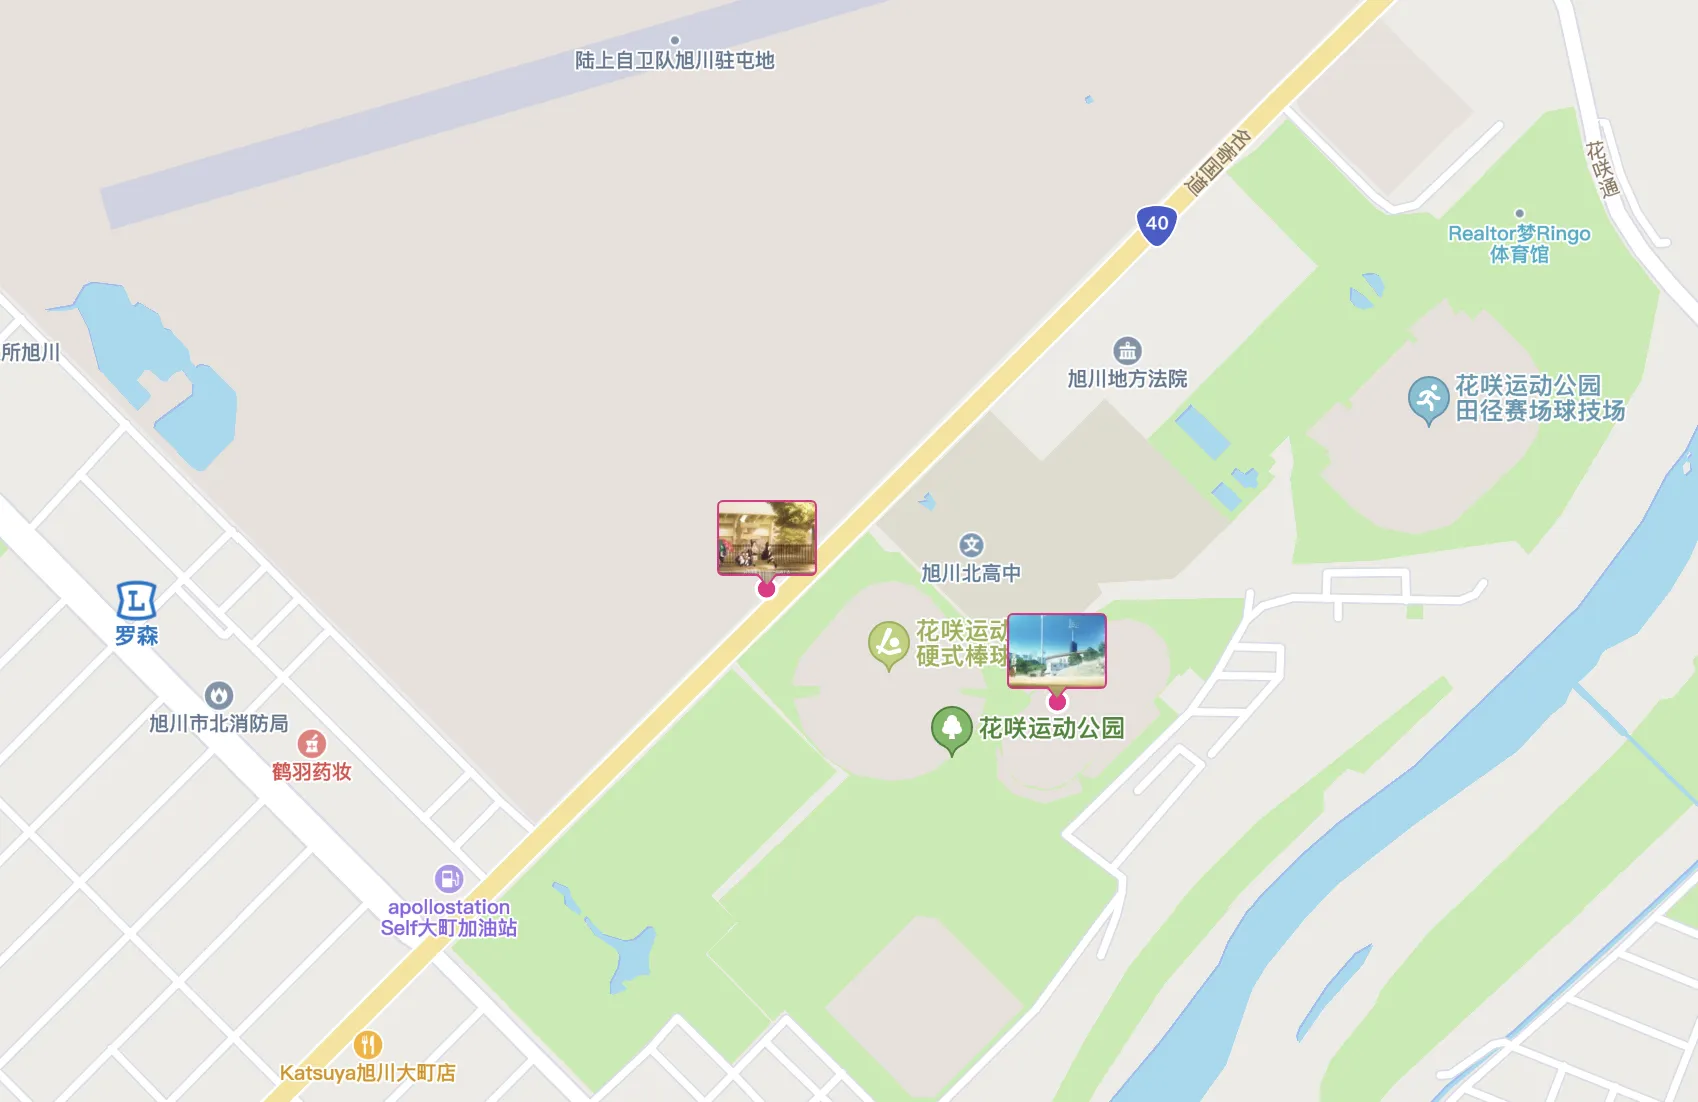 陆上自卫队旭川驻屯地
名寄国道
花咲通
40
Realtor梦Ringo
体育馆
所旭川
旭川地方法院
花咲运动公园
田径赛场球技场
文
旭川北高中
L
罗森
花咲运动
硬式棒球
旭川市北消防局
花咲运动公园
鹤羽药妆
apollostation
Self大町加油站
Katsuya旭川大町店